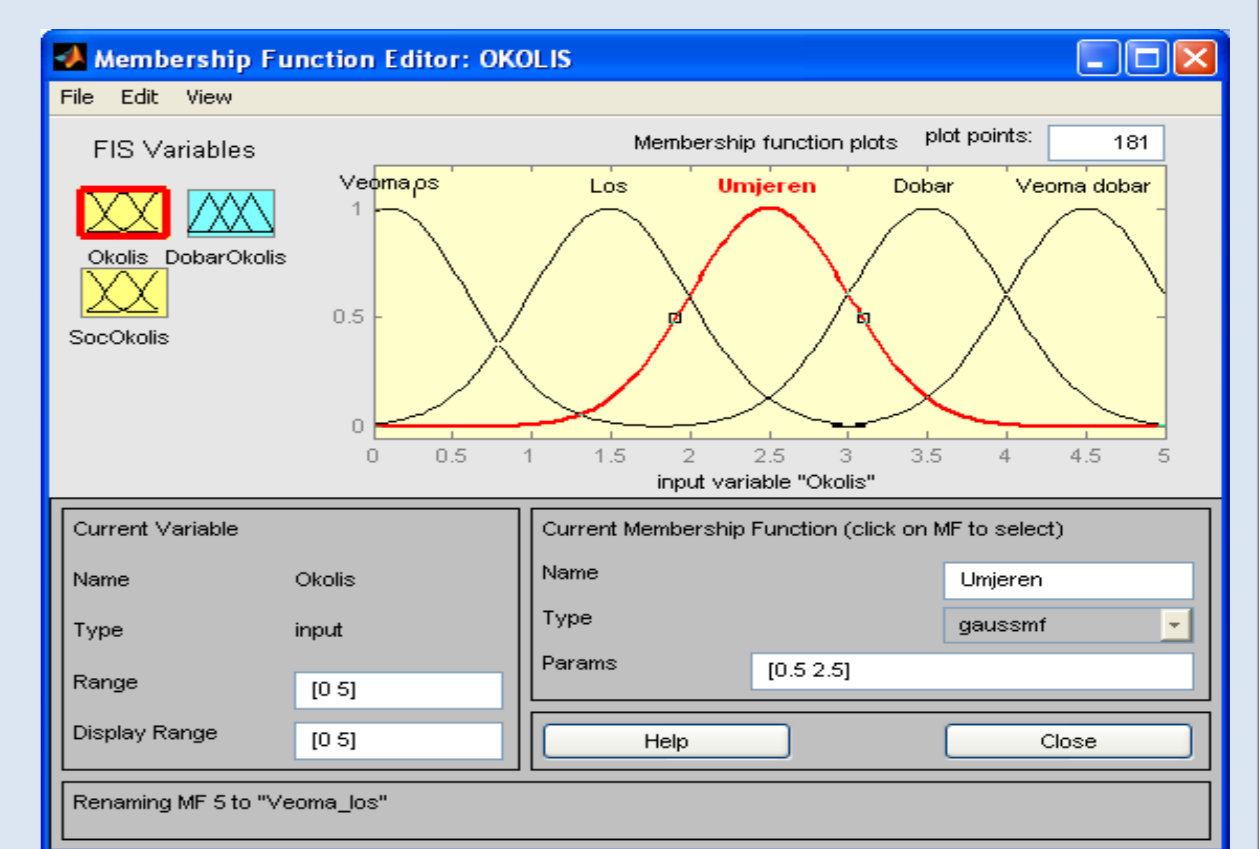 Membership Function Editor: OKOLIS
File Edit View
FIS Variables
Okolis DobarOkolis
SocOkolis
Membership function plots plot points: 181
Los Umjeren Dobar Veoma dobar
1
0.5
0
0 0.5 1 1.5 2 2.5 3 3.5 4 4.5 5
input variable "Okolis"
Current Variable
Name Okolis
Type input
Range [0 5]
Display Range [0 5]
Current Membership Function (click on MF to select)
Name Umjeren
Type gaussmf
Params [0.5 2.5]
Help Close
Renaming MF 5 to "Veoma_los"